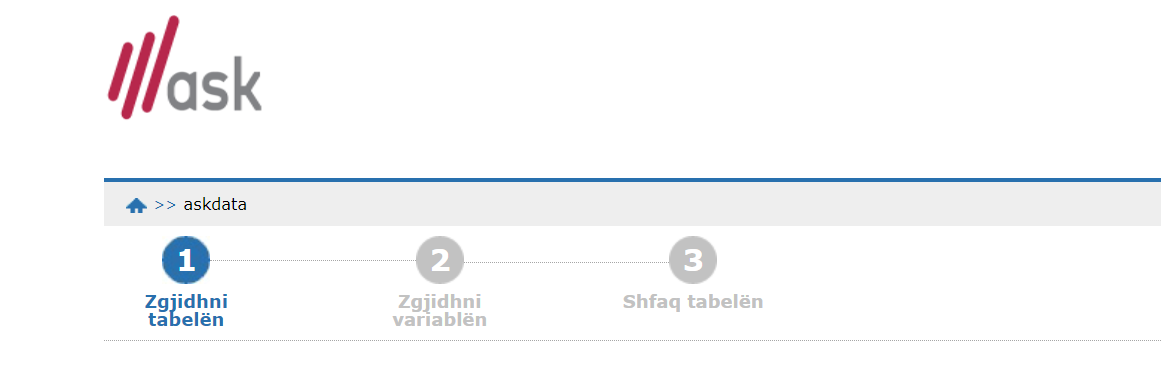 ask
>> askdata
1
2
3
Zgjidhni
tabelën
Zgjidhni
variablën
Shfaq tabelën